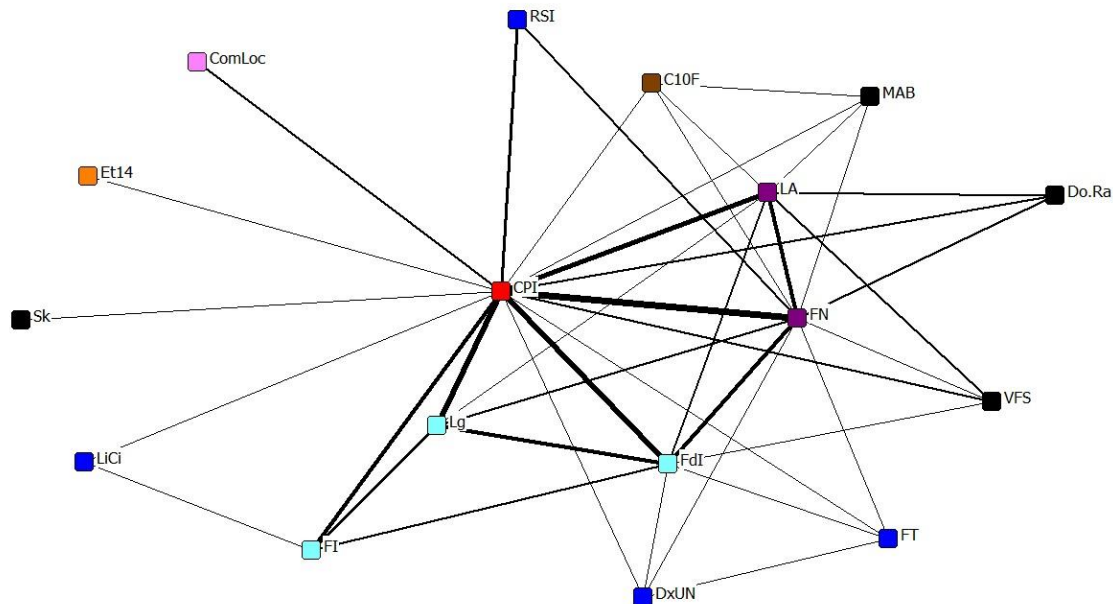 RSI
ComLoc
C10F
MAB
Et14
LA
Do.Ra
CPI
Sk
FN
VFS
Lg
LiCi
FdI
FT
FI
DxUN